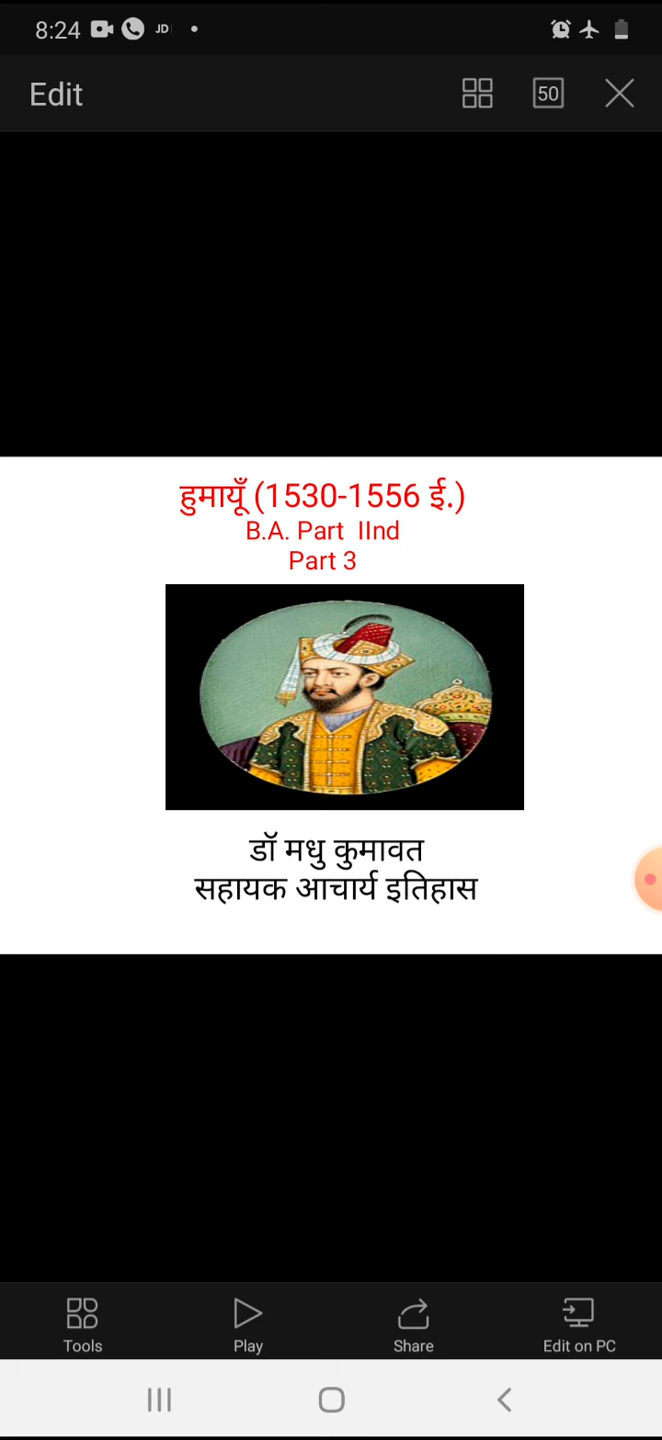 8:24 JD
Edit 50
हुमायूँ (1530-1556 ई.)
B.A. Part IInd
Part 3
डॉ मधु कुमावत
सहायक आचार्य इतिहास
Tools Play Share Edit on PC